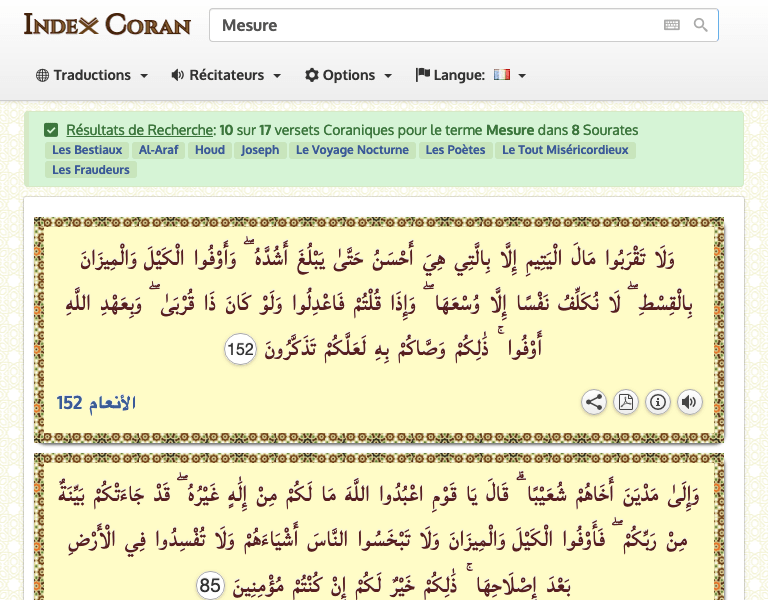 INDEX CORAN
Mesure
Traductions
Récitateurs
Options
Langue:
Résultats de Recherche: 10 sur 17 versets Coraniques pour le terme Mesure dans 8 Sourates
Les Bestiaux Al-Araf Houd Joseph Le Voyage Nocturne Les Poètes Le Tout Miséricordieux
Les Fraudeurs
وَلَا تَقْرَبُوا مَالَ الْيَتِيمِ إِلَّا بِالَّتِي هِيَ أَحْسَنُ حَتَّىٰ يَبْلُغَ أَشُدَّهُ ۖ وَأَوْفُوا الْكَيْلَ وَالْمِيزَانَ
بِالْقِسْطِ ۖ لَا نُكَلِّفُ نَفْسًا إِلَّا وُسْعَهَا ۖ وَإِذَا قُلْتُمْ فَاعْدِلُوا وَلَوْ كَانَ ذَا قُرْبَىٰ ۖ وَبِعَهْدِ اللَّهِ
أَوْفُوا ۚ ذَٰلِكُمْ وَصَّاكُمْ بِهِ لَعَلَّكُمْ تَذَكَّرُونَ 152
الأنعام 152
وَإِلَىٰ مَدْيَنَ أَخَاهُمْ شُعَيْبًا ۗ قَالَ يَا قَوْمِ اعْبُدُوا اللَّهَ مَا لَكُمْ مِنْ إِلَٰهٍ غَيْرُهُ ۖ قَدْ جَاءَتْكُمْ بَيِّنَةٌ
مِنْ رَبِّكُمْ ۖ فَأَوْفُوا الْكَيْلَ وَالْمِيزَانَ وَلَا تَبْخَسُوا النَّاسَ أَشْيَاءَهُمْ وَلَا تُفْسِدُوا فِي الْأَرْضِ
بَعْدَ إِصْلَاحِهَا ۚ ذَٰلِكُمْ خَيْرٌ لَكُمْ إِنْ كُنْتُمْ مُؤْمِنِينَ 85